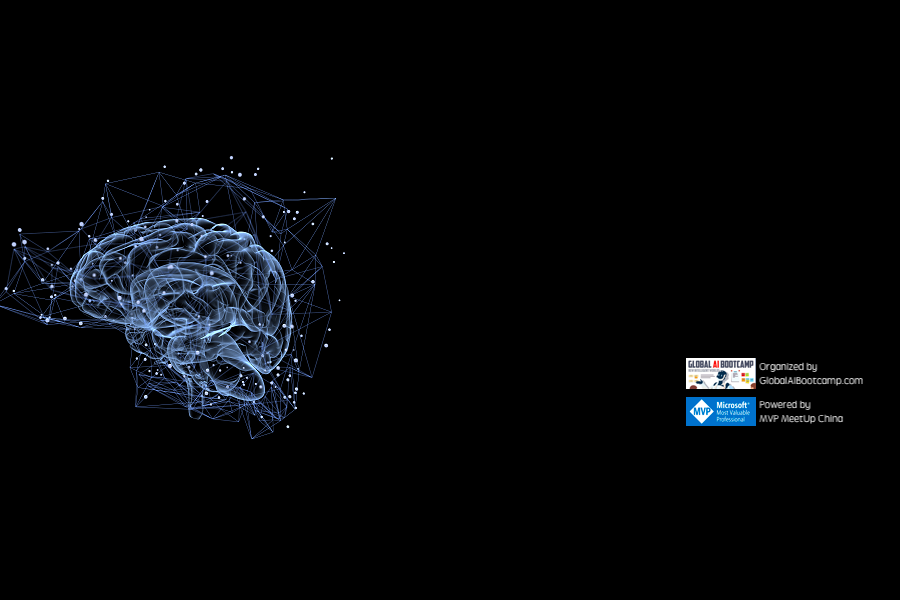 GLOBAL AI BOOTCAMP
Organized by
GlobalAIBootcamp.com
MVP
Microsoft®
Most Valuable
Professional
Powered by
MVP MeetUp China